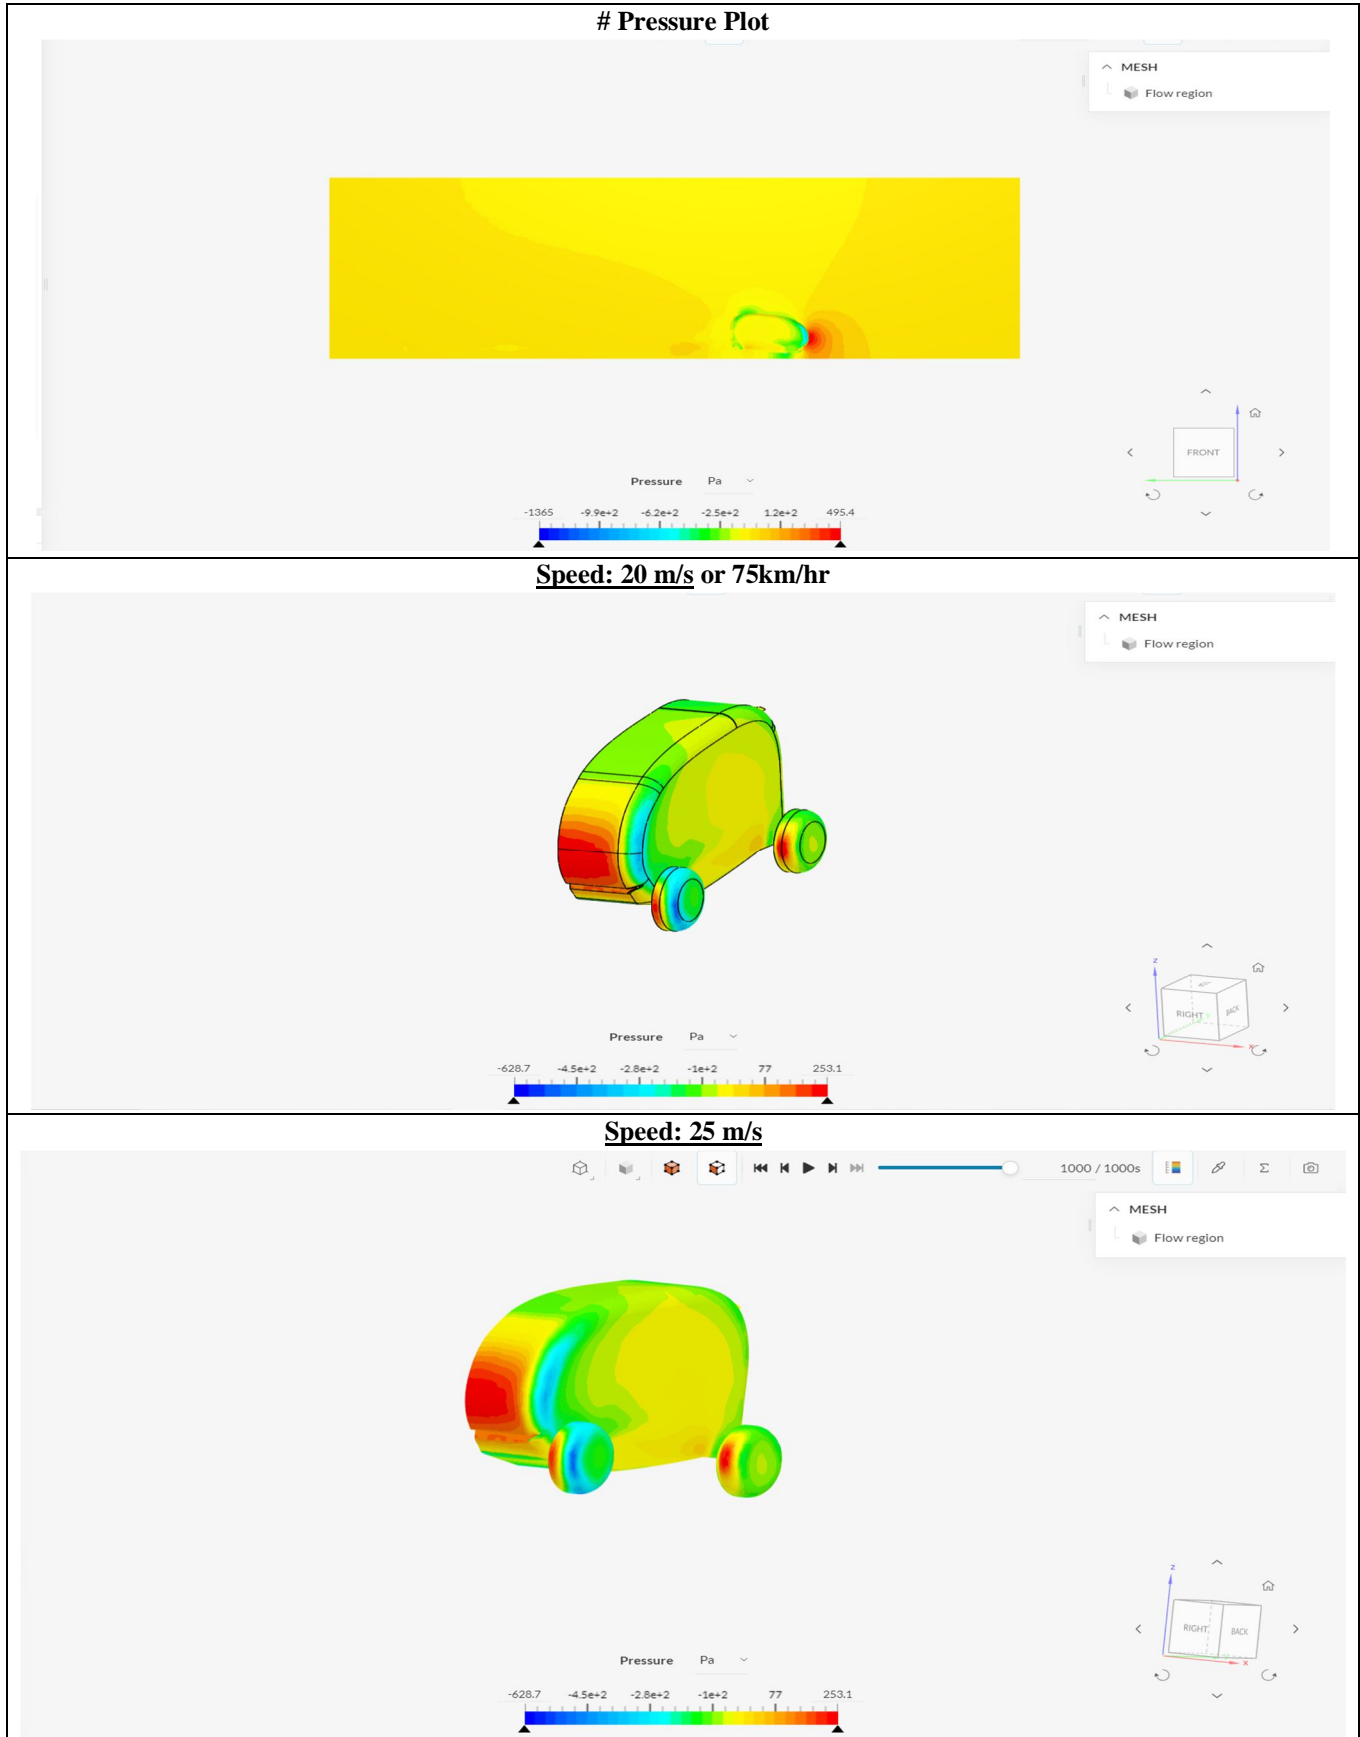 # Pressure Plot
MESH
Flow region
FRONT
Pressure Pa
-1365 -9.9e+2 -6.2e+2 -2.5e+2 1.2e+2 495.4
Speed: 20 m/s or 75km/hr
MESH
Flow region
z
RIGHT BACK
x
Pressure Pa
-628.7 -4.5e+2 -2.8e+2 -1e+2 77 253.1
Speed: 25 m/s
1000 / 1000s Σ
MESH
Flow region
z
RIGHT BACK
x
Pressure Pa
-628.7 -4.5e+2 -2.8e+2 -1e+2 77 253.1